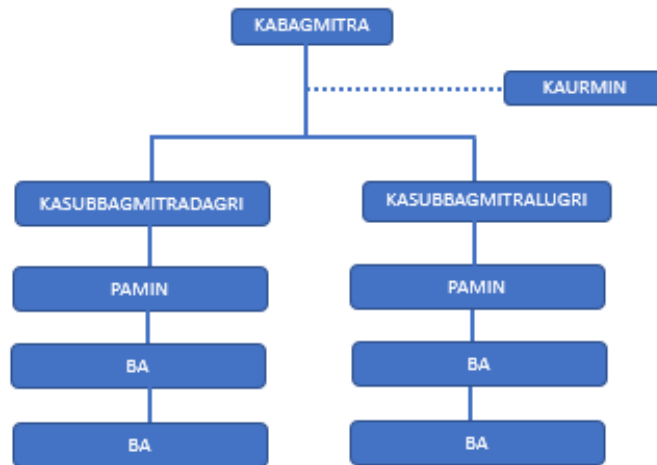 KABAGMITRA
KAURMIN
KASUBBAGMITRADAGRI
KASUBBAGMITRALUGRI
PAMIN
PAMIN
BA
BA
BA
BA